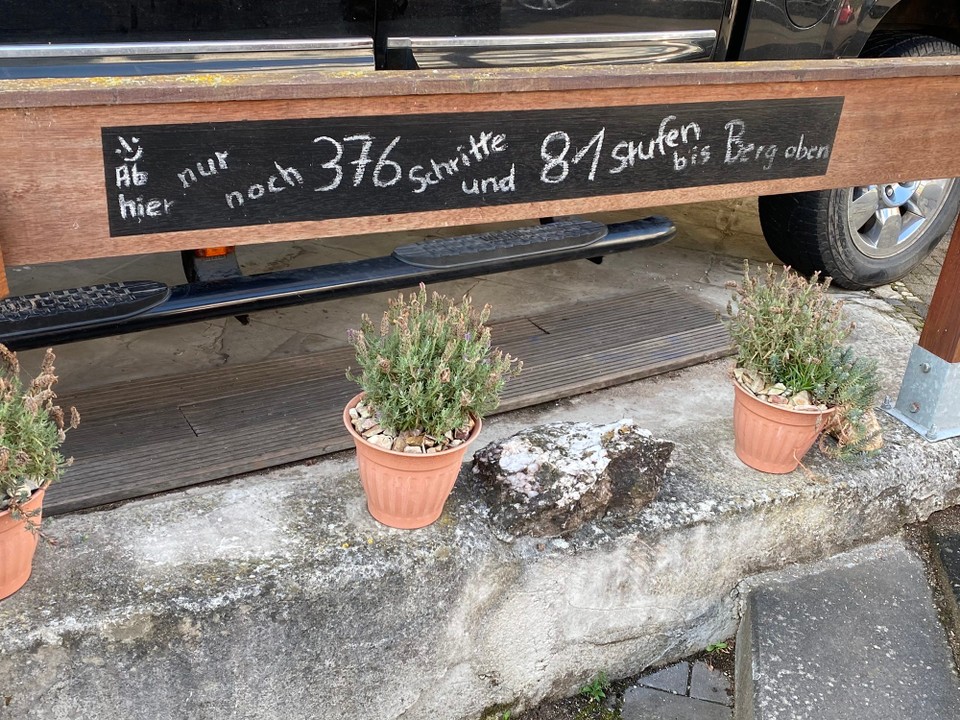 Ab hier nur noch 376 Schritte und 81 stufen bis Berg oben